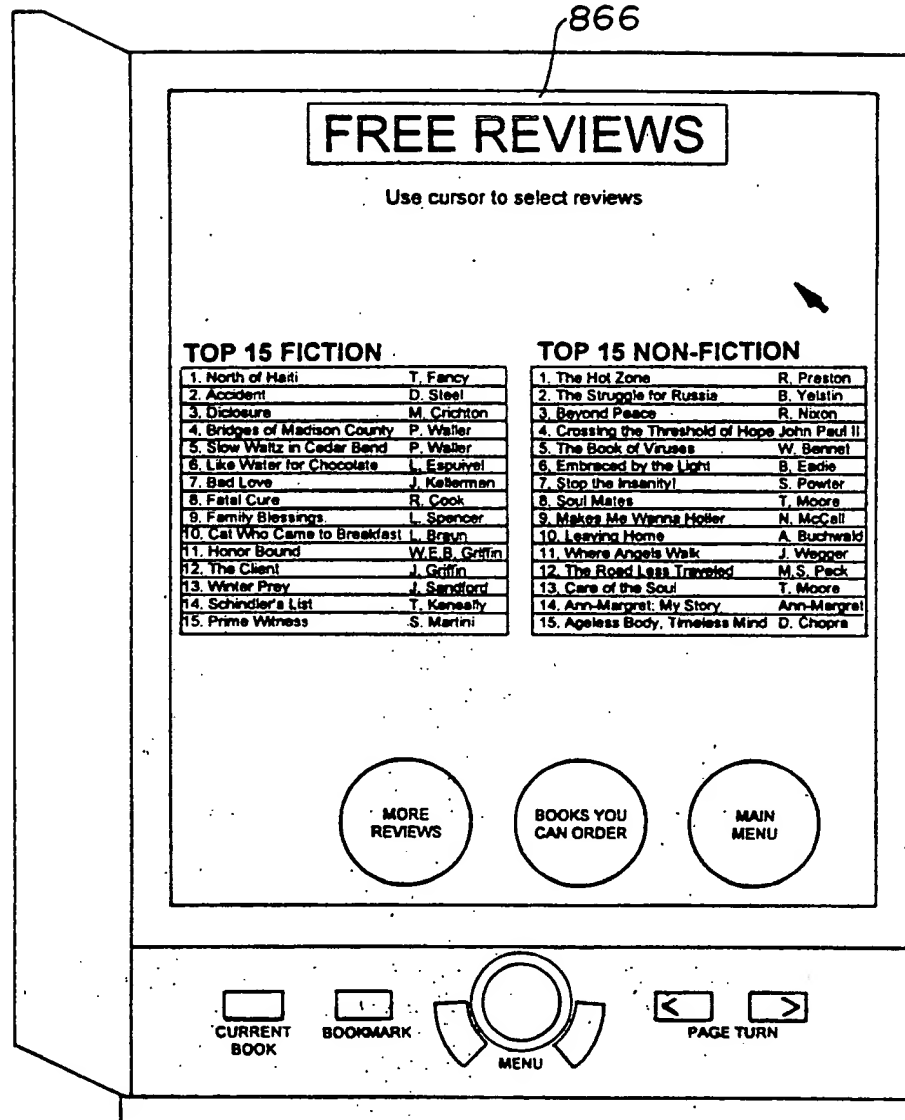 866
FREE REVIEWS
Use cursor to select reviews
TOP 15 FICTION
1. North of Haiti T. Fancy
2. Accident D. Steel
3. Diclosure M. Crichton
4. Bridges of Madison County P. Waller
5. Slow Waltz in Cedar Bend P. Waller
6. Like Water for Chocolate L. Espuivel
7. Bad Love J. Kellerman
8. Fatal Cure R. Cook
9. Family Blessings L. Spencer
10. Cat Who Came to Breakfast L. Braun
11. Honor Bound W.E.B. Griffin
12. The Client J. Griffin
13. Winter Prey J. Sandford
14. Schindler's List T. Keneally
15. Prime Witness S. Martini
TOP 15 NON-FICTION
1. The Hot Zone R. Preston
2. The Struggle for Russia B. Yelstin
3. Beyond Peace R. Nixon
4. Crossing the Threshold of Hope John Paul II
5. The Book of Viruses W. Bennet
6. Embraced by the Light B. Eadie
7. Stop the Insanity! S. Powter
8. Soul Mates T. Moore
9. Makes Me Wanna Holler N. McCall
10. Leaving Home A. Buchwald
11. Where Angels Walk J. Wegger
12. The Road Less Traveled M.S. Peck
13. Care of the Soul T. Moore
14. Ann-Margret: My Story Ann-Margret
15. Ageless Body, Timeless Mind D. Chopra
MORE
REVIEWS
BOOKS YOU
CAN ORDER
MAIN
MENU
CURRENT
BOOK
BOOKMARK
MENU
< >
PAGE TURN